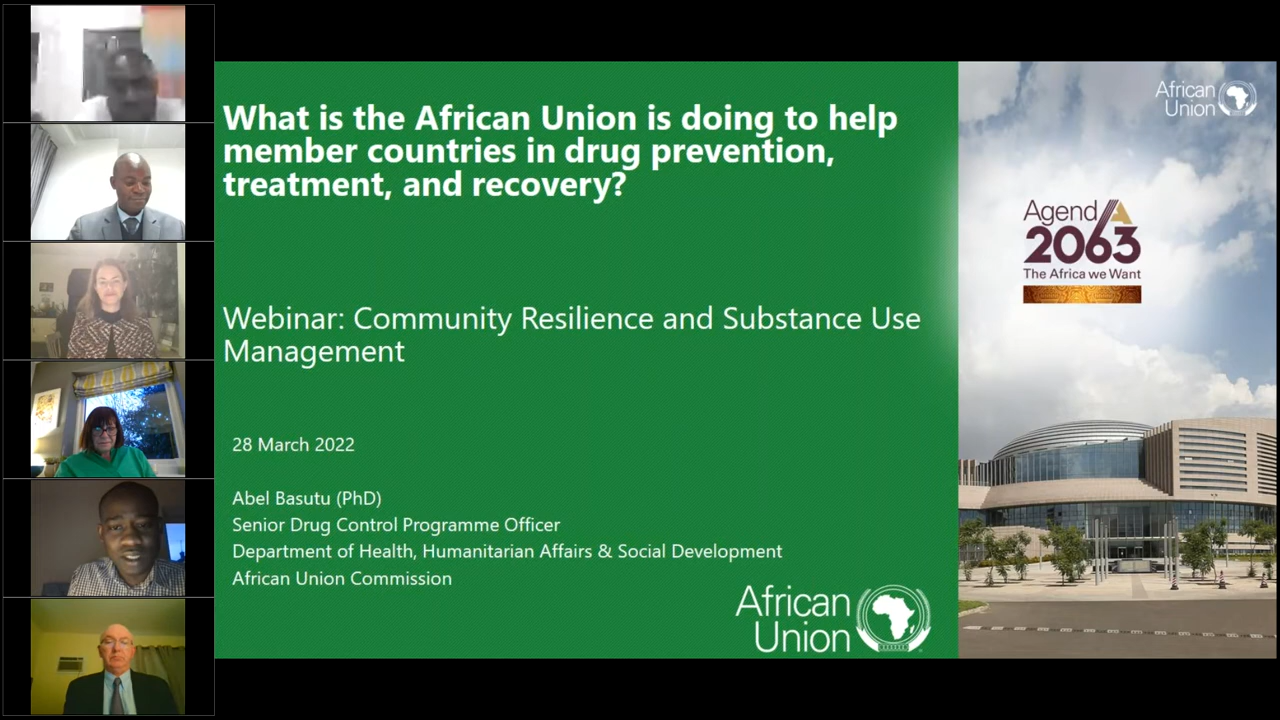 What is the African Union is doing to help
member countries in drug prevention,
treatment, and recovery?
Webinar: Community Resilience and Substance Use
Management
28 March 2022
Abel Basutu (PhD)
Senior Drug Control Programme Officer
Department of Health, Humanitarian Affairs & Social Development
African Union Commission
African
Union
African
Union
Agenda
2063
The Africa we Want